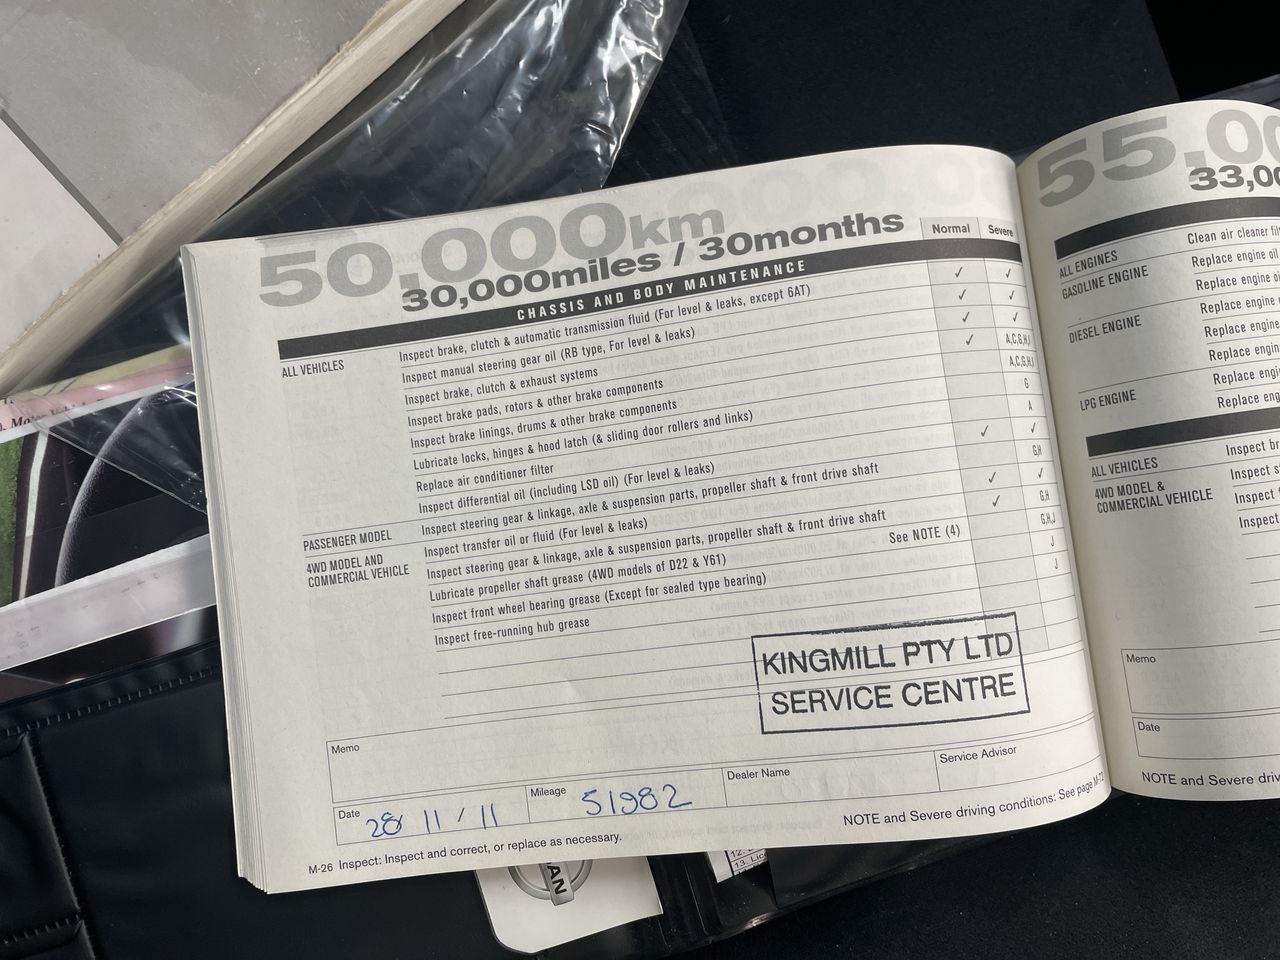 50,000km
30,000miles / 30months
Normal Severe
CHASSIS AND BODY MAINTENANCE
ALL VEHICLES Inspect brake, clutch & automatic transmission fluid (For level & leaks, except 6AT) ✓ ✓
Inspect manual steering gear oil (RB type, For level & leaks) ✓ ✓
Inspect brake, clutch & exhaust systems ✓ ✓
Inspect brake pads, rotors & other brake components ✓ A,C,G,H,I
Inspect brake linings, drums & other brake components A,C,G,H,I
Lubricate locks, hinges & hood latch (& sliding door rollers and links) G
Replace air conditioner filter A
Inspect differential oil (including LSD oil) (For level & leaks) ✓ ✓
PASSENGER MODEL Inspect steering gear & linkage, axle & suspension parts, propeller shaft & front drive shaft G,H
4WD MODEL AND COMMERCIAL VEHICLE Inspect transfer oil or fluid (For level & leaks) ✓ ✓
Inspect steering gear & linkage, axle & suspension parts, propeller shaft & front drive shaft ✓ G,H
Lubricate propeller shaft grease (4WD models of D22 & Y61) See NOTE (4) G,H,J
Inspect front wheel bearing grease (Except for sealed type bearing) J
Inspect free-running hub grease J
KINGMILL PTY LTD
SERVICE CENTRE
Memo
Date 28 11 / 11 Mileage 51982 Dealer Name Service Advisor
M-26 Inspect: Inspect and correct, or replace as necessary. NOTE and Severe driving conditions: See page M-72
55,00
33,00
ALL ENGINES Clean air cleaner filt
GASOLINE ENGINE Replace engine oil
Replace engine oi
DIESEL ENGINE Replace engine
Replace engine
Replace engi
Replace engi
LPG ENGINE Replace eng
ALL VEHICLES Inspect br
4WD MODEL & COMMERCIAL VEHICLE Inspect s
Inspect f
Inspect
Memo
Date
NOTE and Severe driv
13. Lic
AN